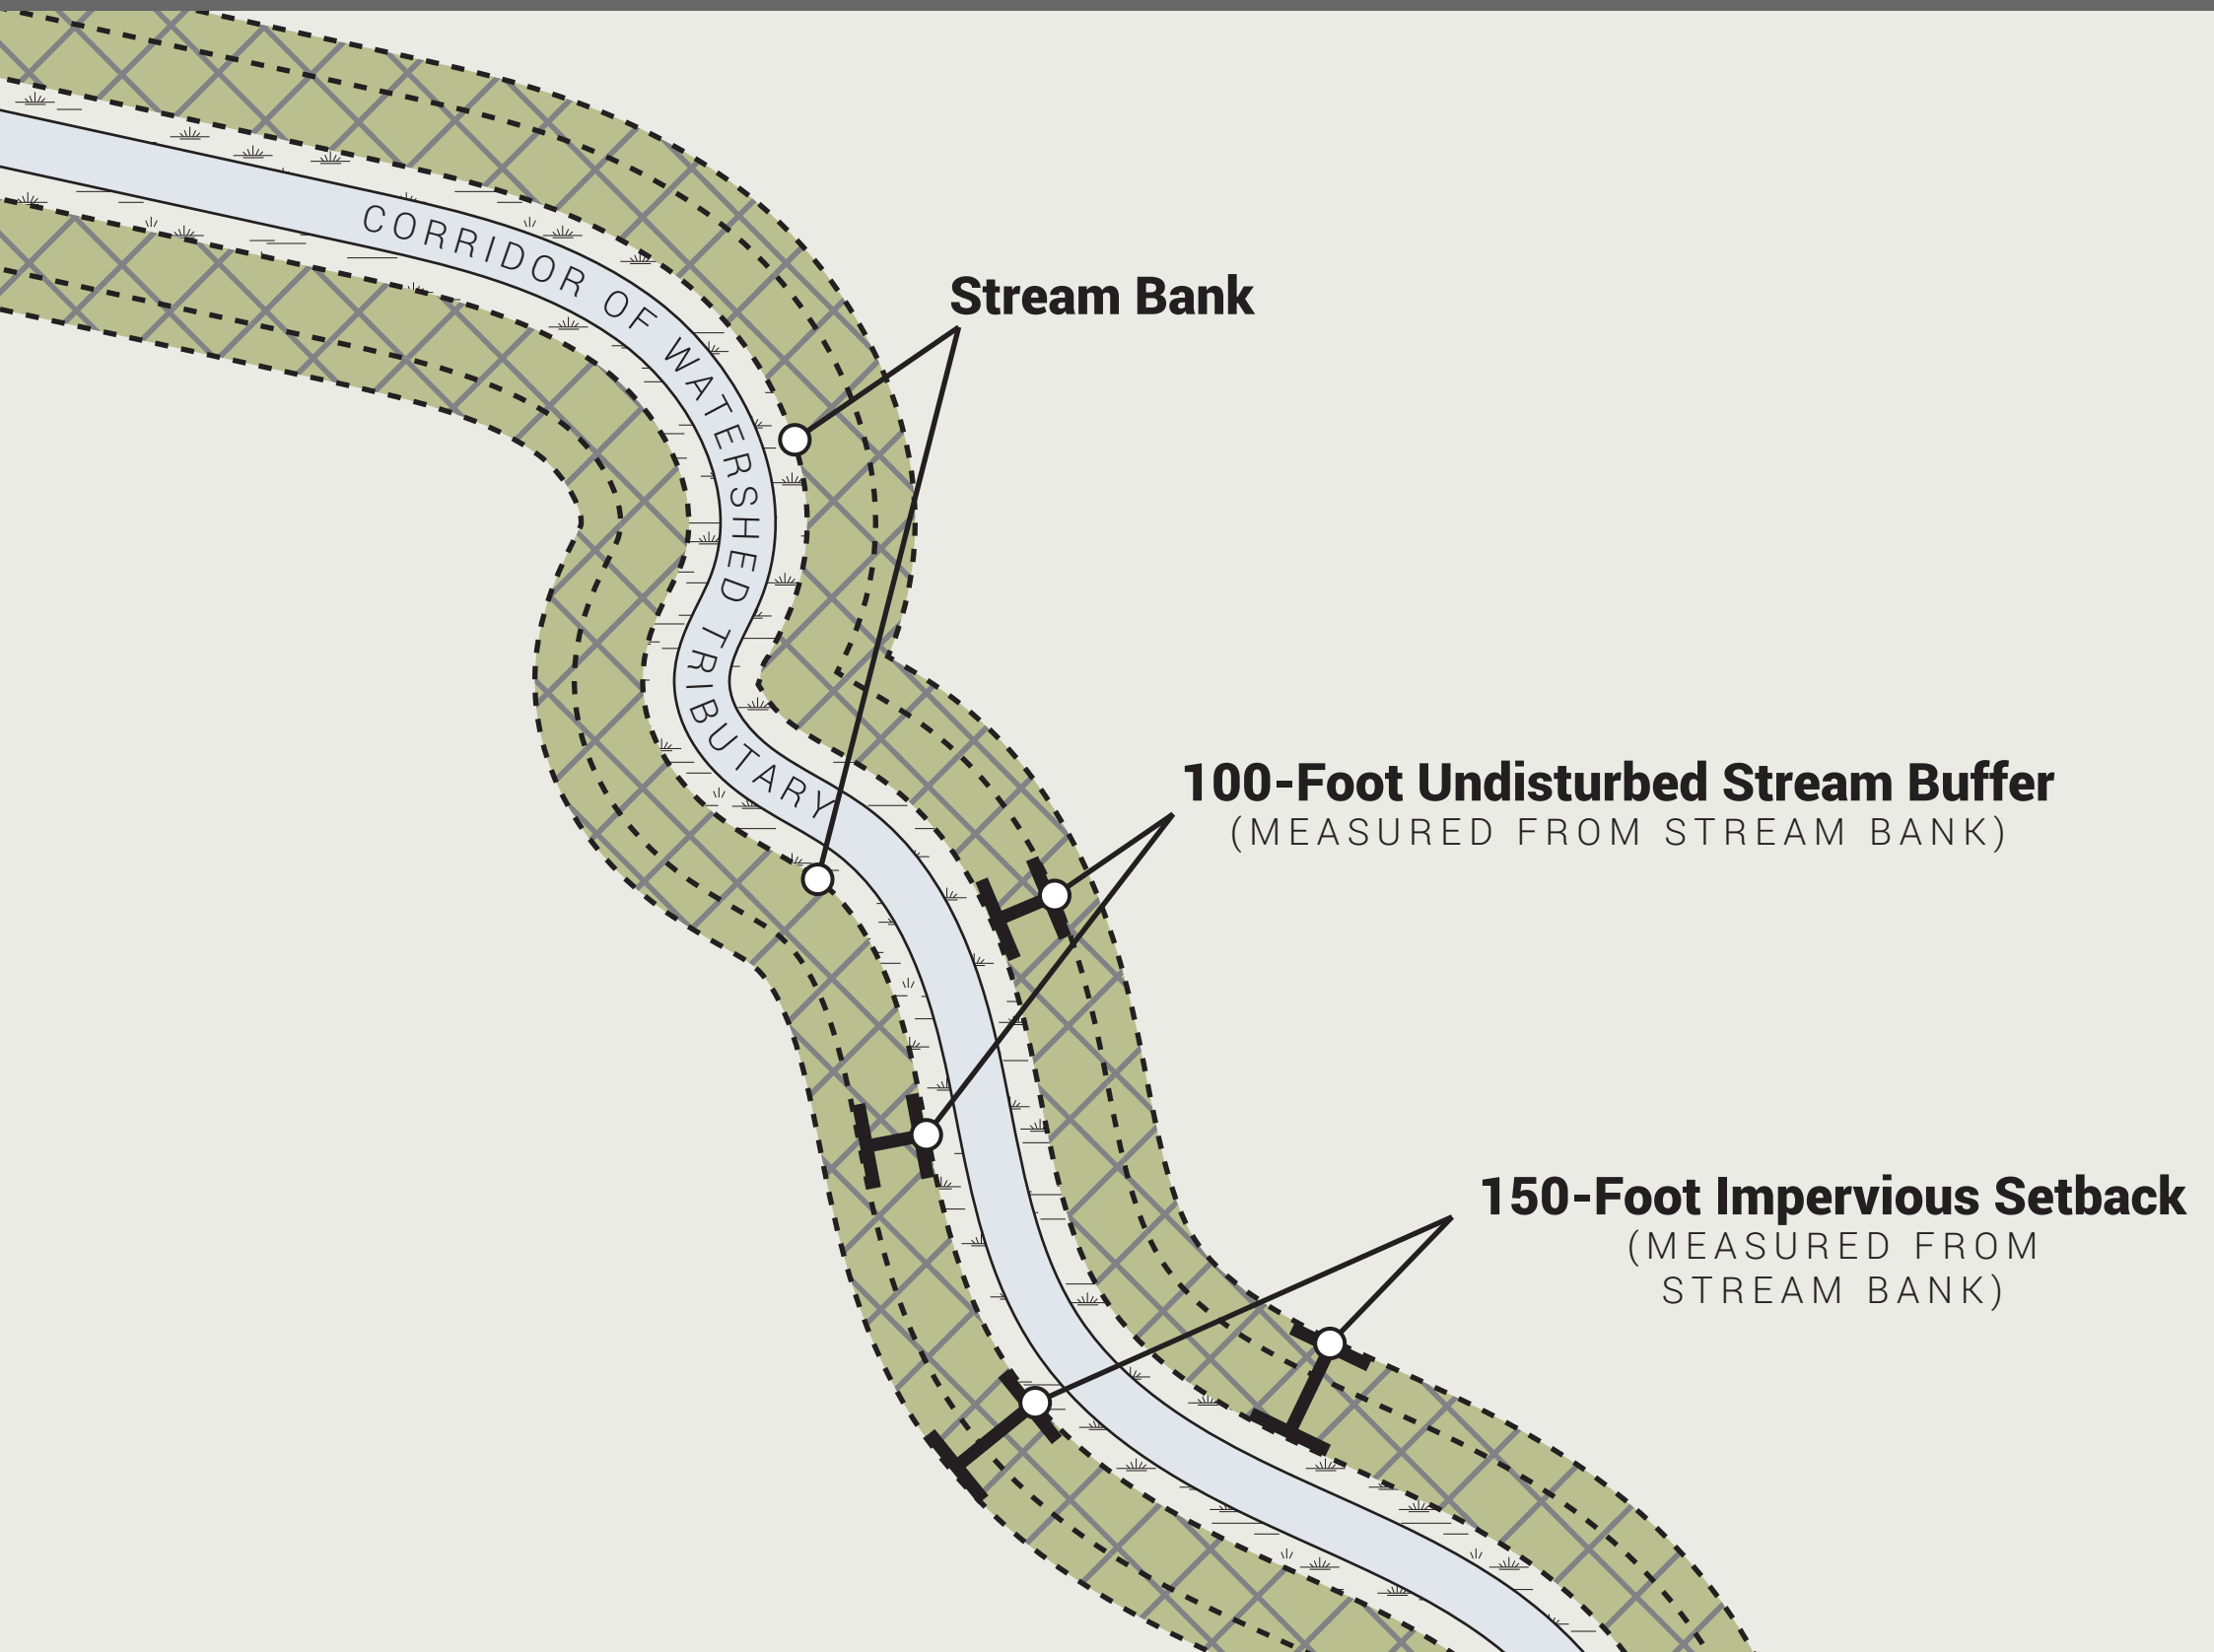 CORRIDOR OF WATERSHED TRIBUTARY
Stream Bank
100-Foot Undisturbed Stream Buffer
(MEASURED FROM STREAM BANK)
150-Foot Impervious Setback
(MEASURED FROM
STREAM BANK)